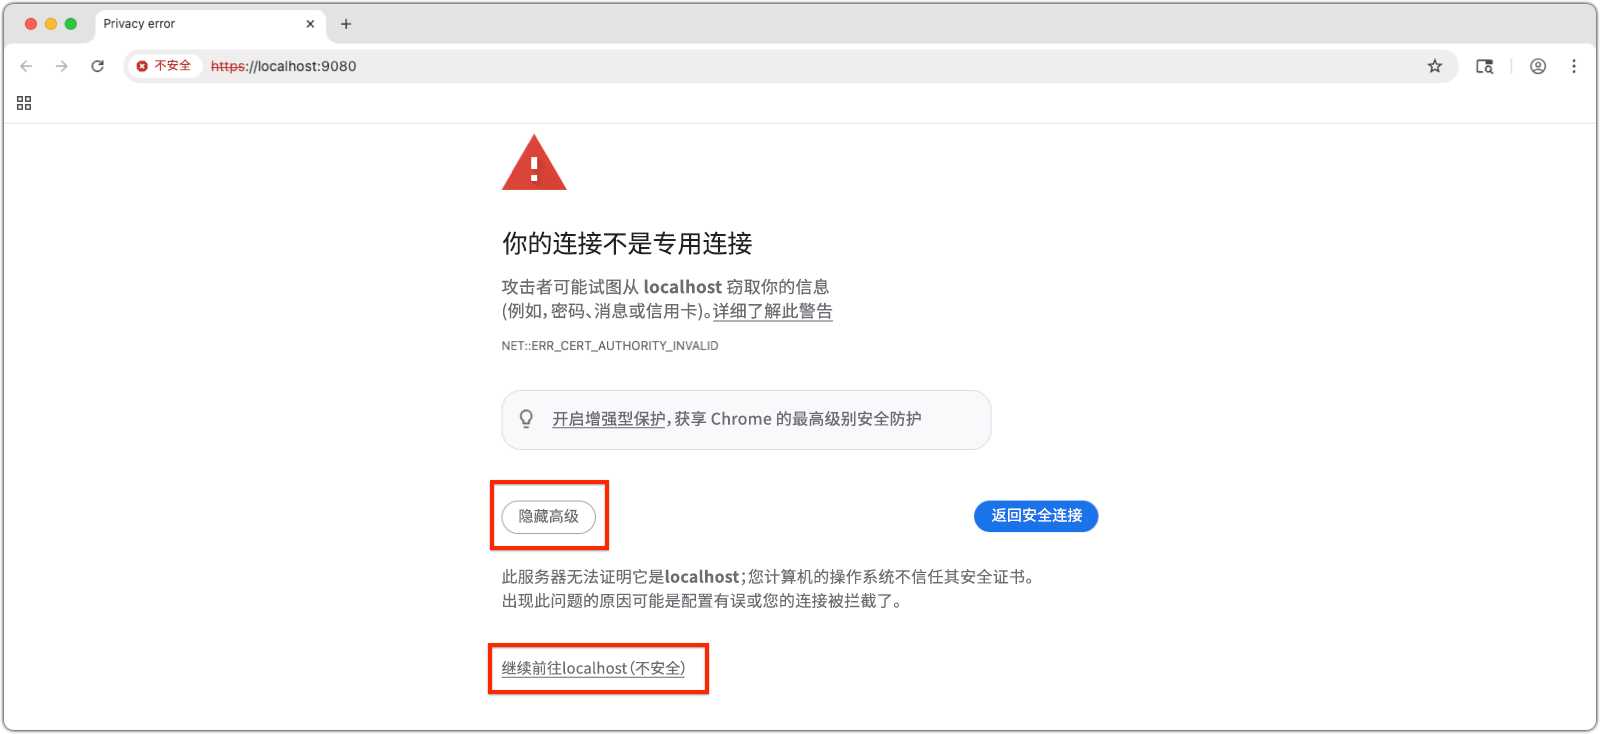 Privacy error
不安全 https://localhost:9080
你的连接不是专用连接
攻击者可能试图从 localhost 窃取你的信息
(例如，密码、消息或信用卡)。详细了解此警告
NET::ERR_CERT_AUTHORITY_INVALID
开启增强型保护，获享 Chrome 的最高级别安全防护
隐藏高级
返回安全连接
此服务器无法证明它是localhost；您计算机的操作系统不信任其安全证书。
出现此问题的原因可能是配置有误或您的连接被拦截了。
继续前往localhost（不安全）